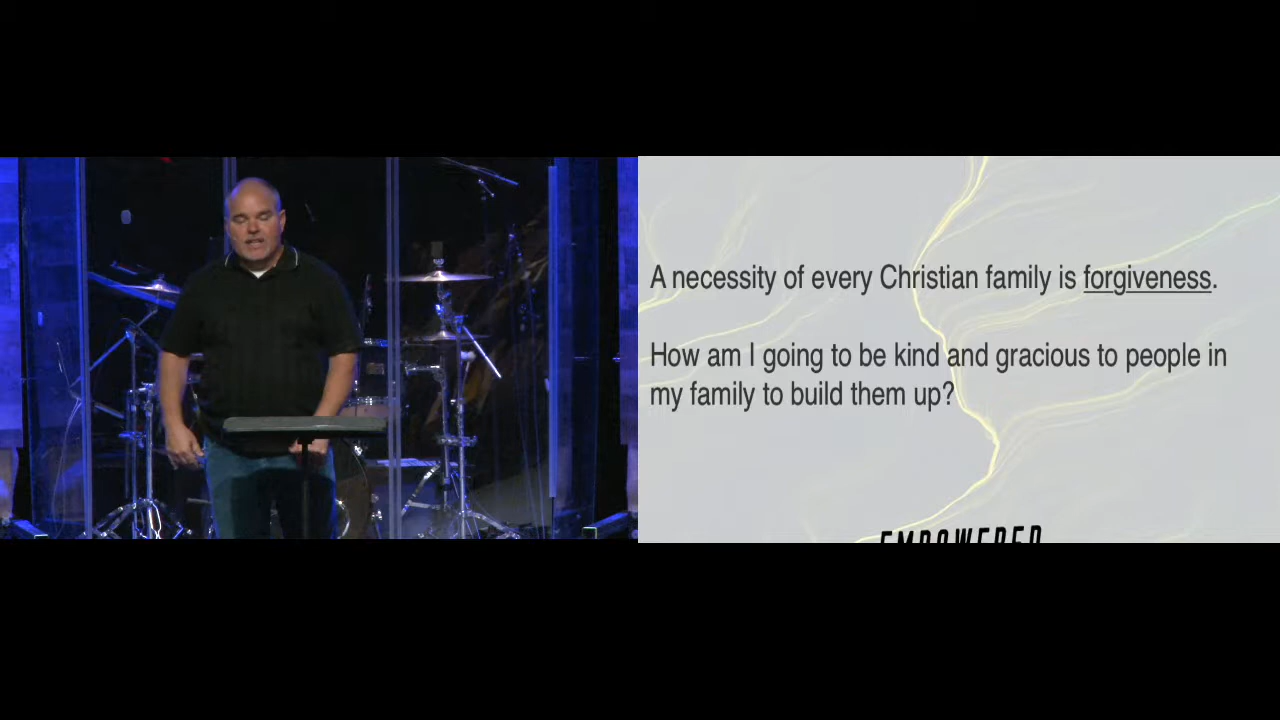 A necessity of every Christian family is forgiveness.
How am I going to be kind and gracious to people in
my family to build them up?
EMPOWERED